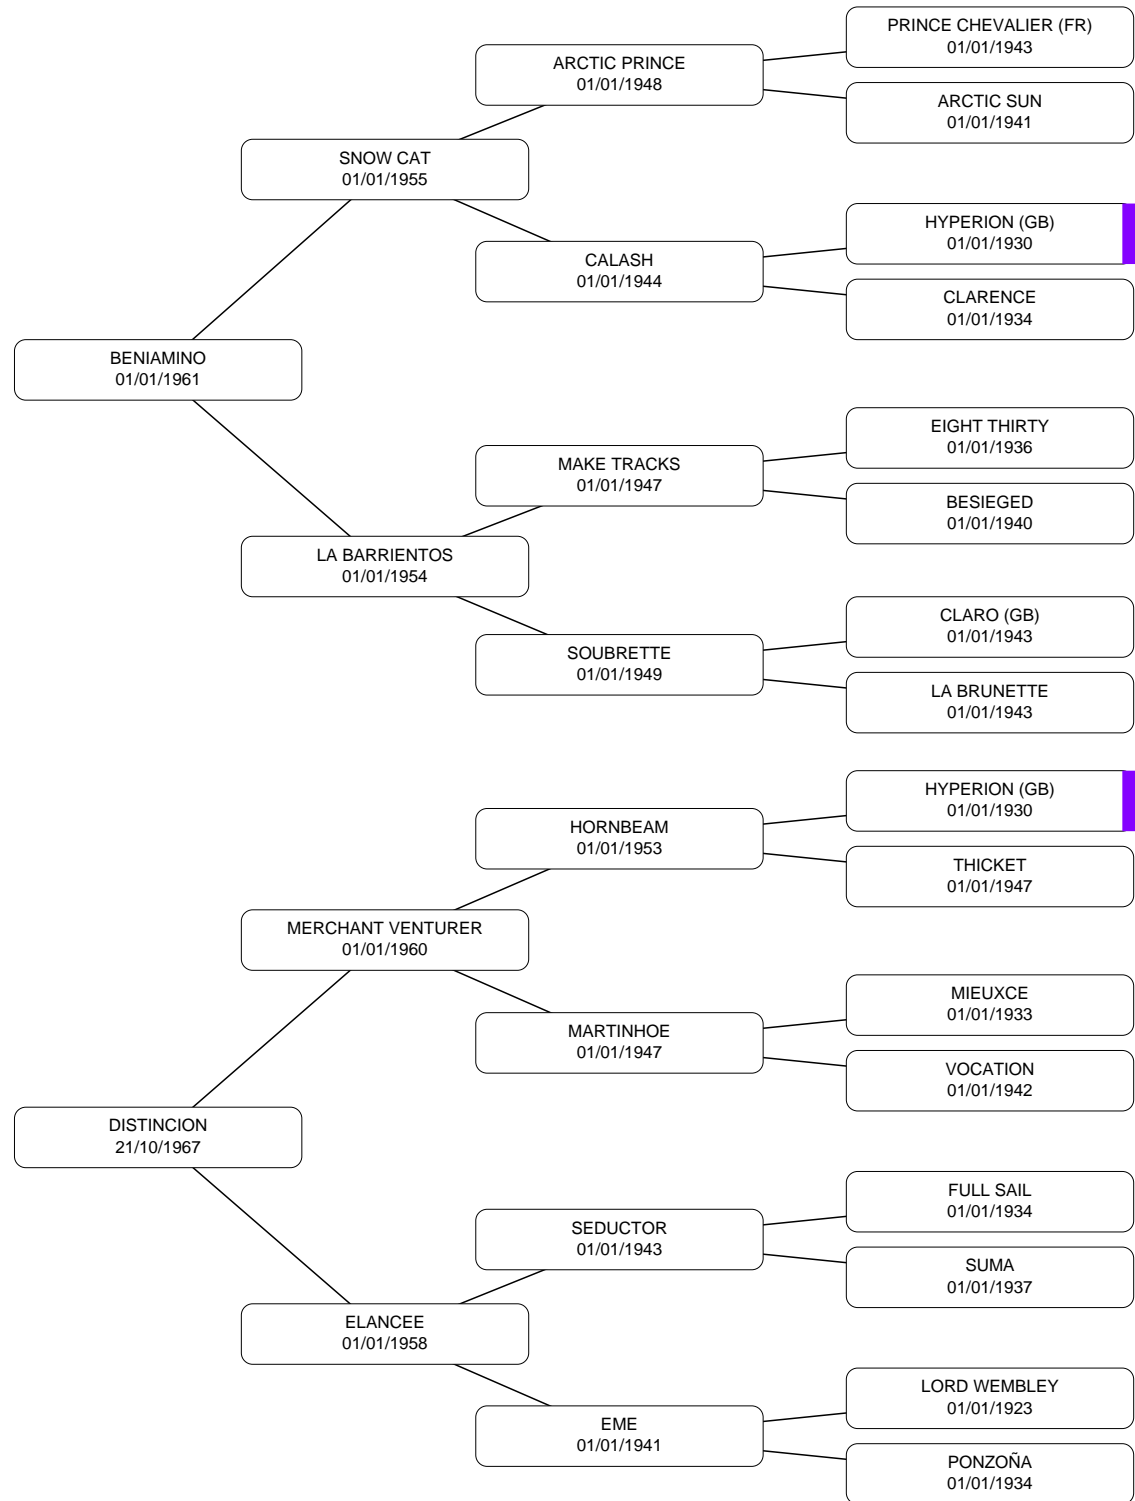 PRINCE CHEVALIER (FR)
01/01/1943
ARCTIC PRINCE
01/01/1948
ARCTIC SUN
01/01/1941
SNOW CAT
01/01/1955
HYPERION (GB)
01/01/1930
CALASH
01/01/1944
CLARENCE
01/01/1934
BENIAMINO
01/01/1961
EIGHT THIRTY
01/01/1936
MAKE TRACKS
01/01/1947
BESIEGED
01/01/1940
LA BARRIENTOS
01/01/1954
CLARO (GB)
01/01/1943
SOUBRETTE
01/01/1949
LA BRUNETTE
01/01/1943
HYPERION (GB)
01/01/1930
HORNBEAM
01/01/1953
THICKET
01/01/1947
MERCHANT VENTURER
01/01/1960
MIEUXCE
01/01/1933
MARTINHOE
01/01/1947
VOCATION
01/01/1942
DISTINCION
21/10/1967
FULL SAIL
01/01/1934
SEDUCTOR
01/01/1943
SUMA
01/01/1937
ELANCEE
01/01/1958
LORD WEMBLEY
01/01/1923
EME
01/01/1941
PONZOÑA
01/01/1934